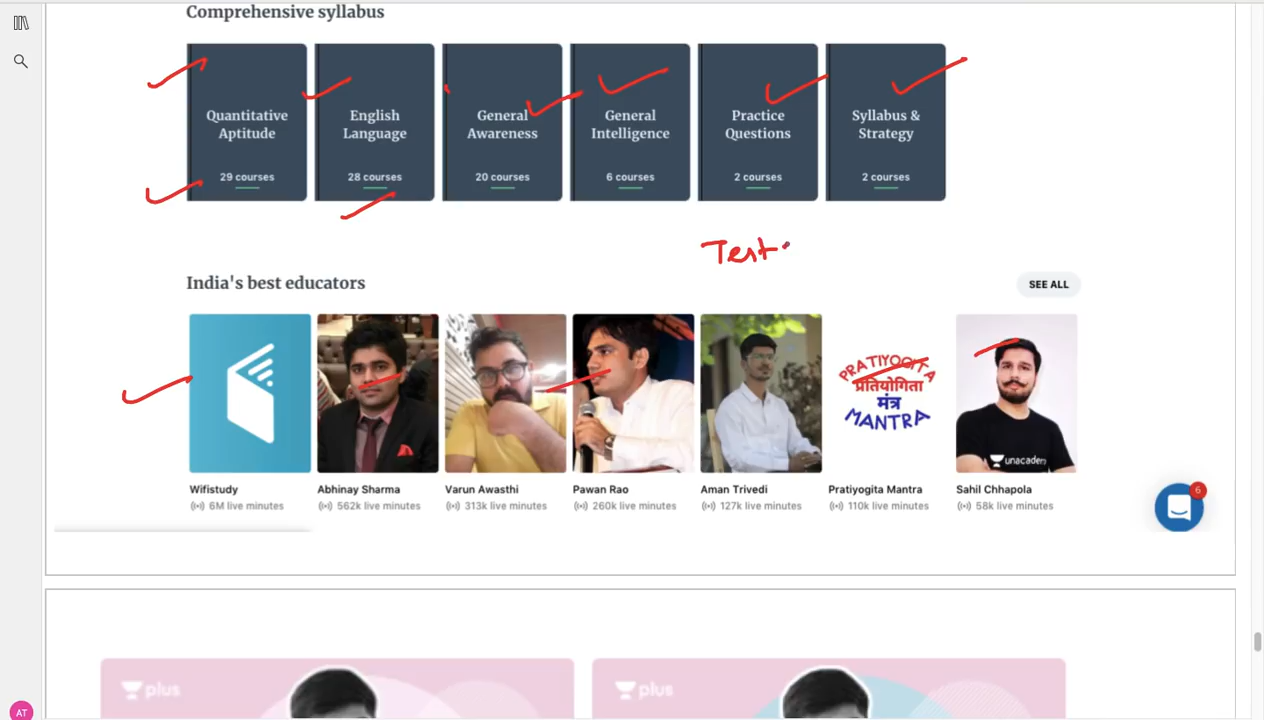 Comprehensive syllabus
Quantitative Aptitude
29 courses
English Language
28 courses
General Awareness
20 courses
General Intelligence
6 courses
Practice Questions
2 courses
Syllabus & Strategy
2 courses
Test
India's best educators
SEE ALL
PRATIYOGITA
प्रतियोगिता
मंत्र
MANTRA
unacademy
Wifistudy
6M live minutes
Abhinay Sharma
562k live minutes
Varun Awasthi
313k live minutes
Pawan Rao
260k live minutes
Aman Trivedi
127k live minutes
Pratiyogita Mantra
110k live minutes
Sahil Chhapola
58k live minutes
6
plus
plus
AT